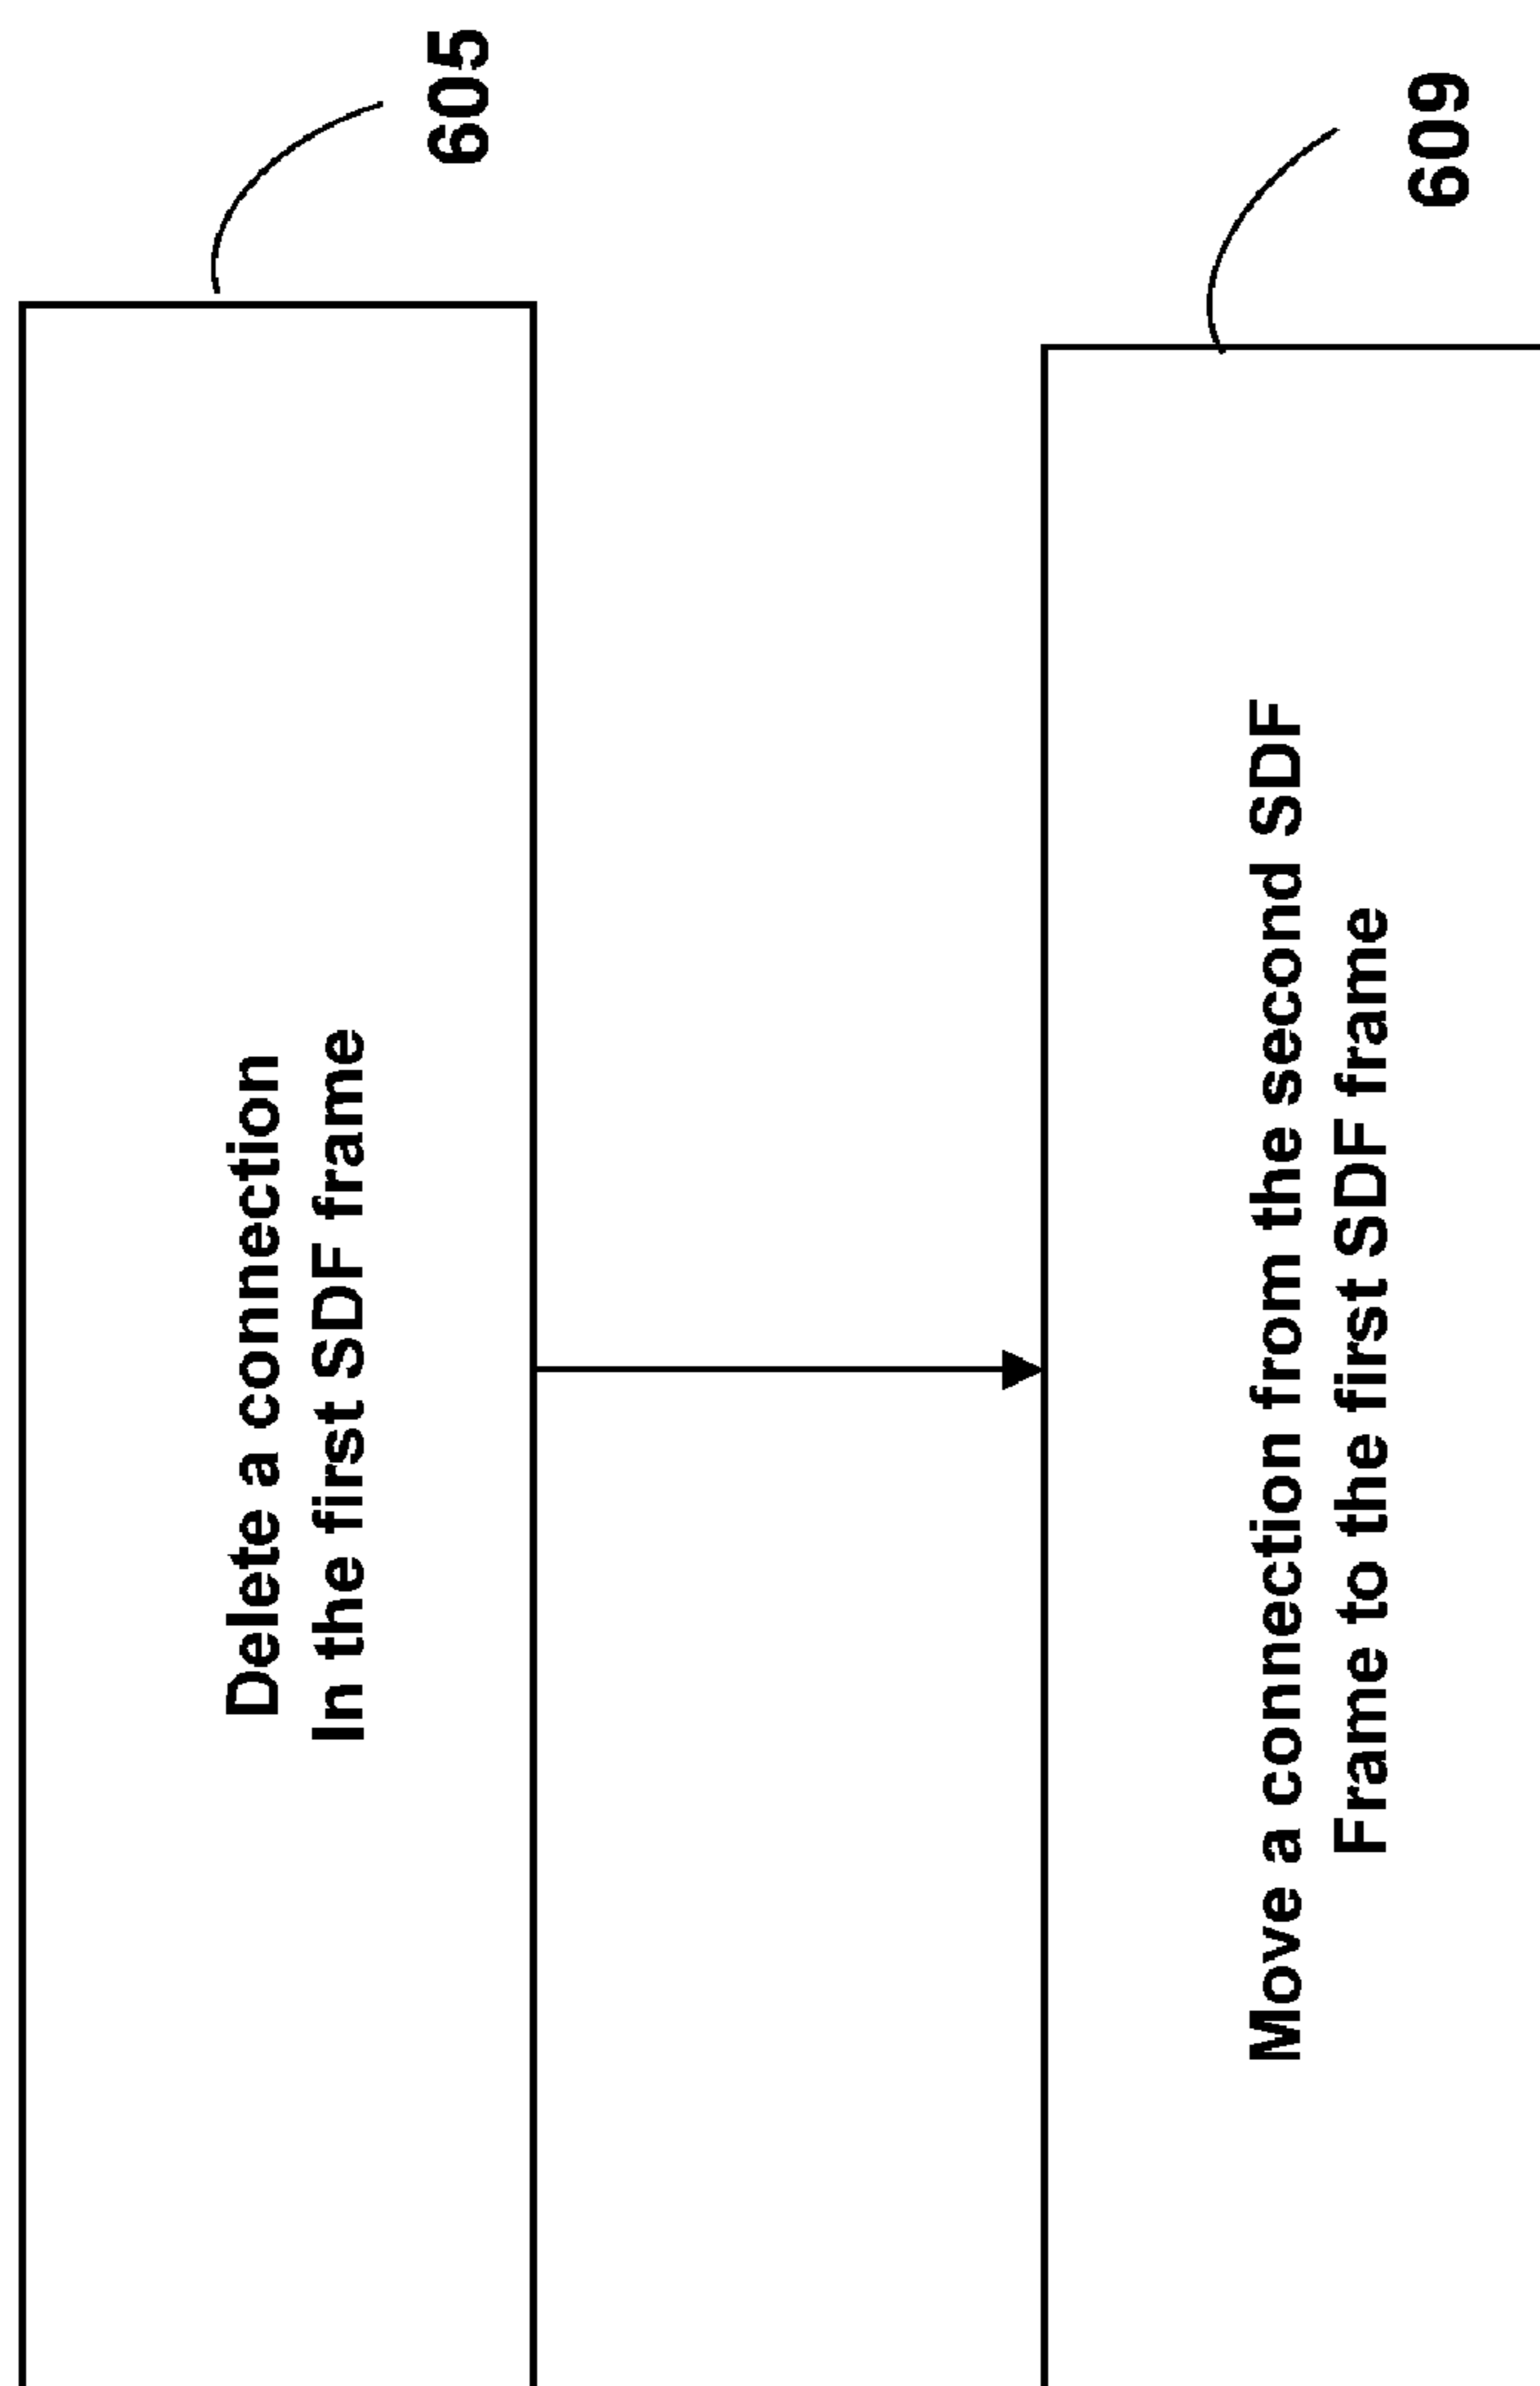 605
Delete a connection
In the first SDF frame
609
Move a connection from the second SDF
Frame to the first SDF frame